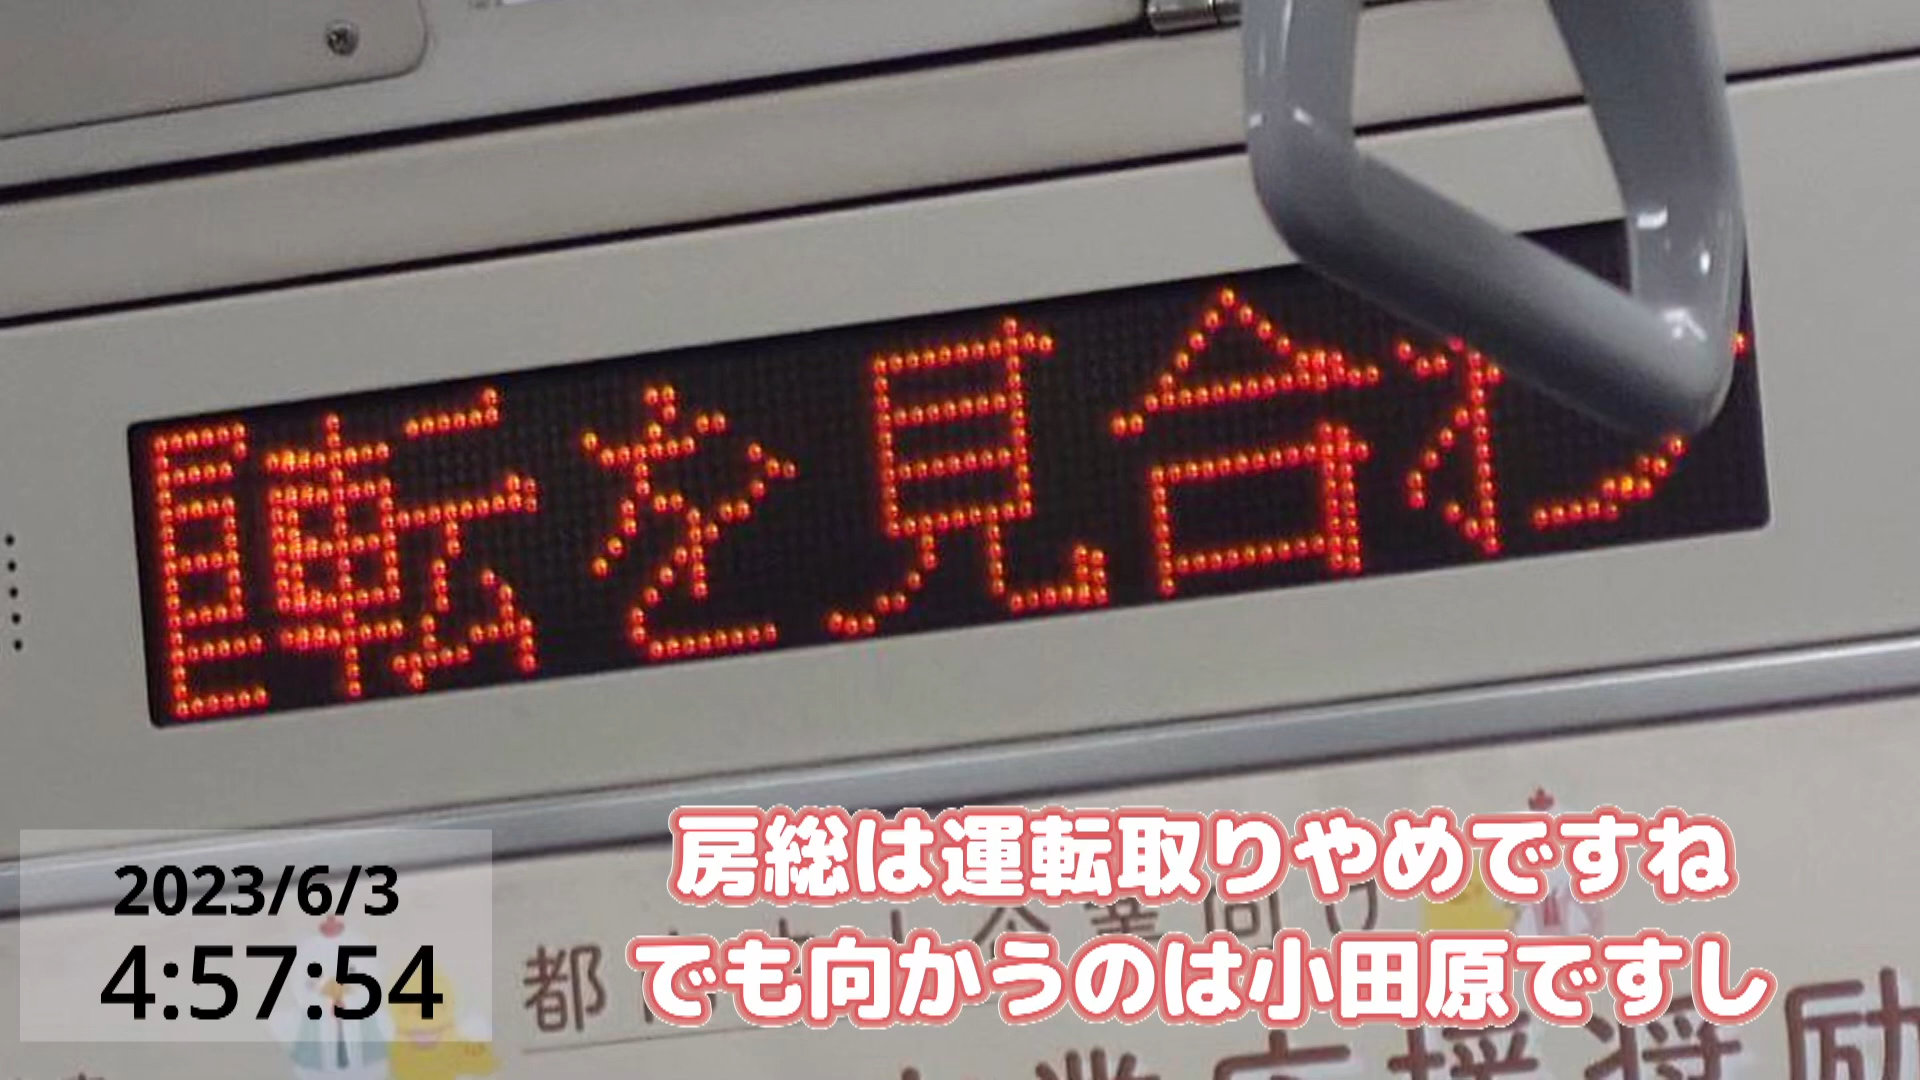 転を見合わ
房総は運転取りやめですね
でも向かうのは小田原ですし
2023/6/3
4:57:54
都